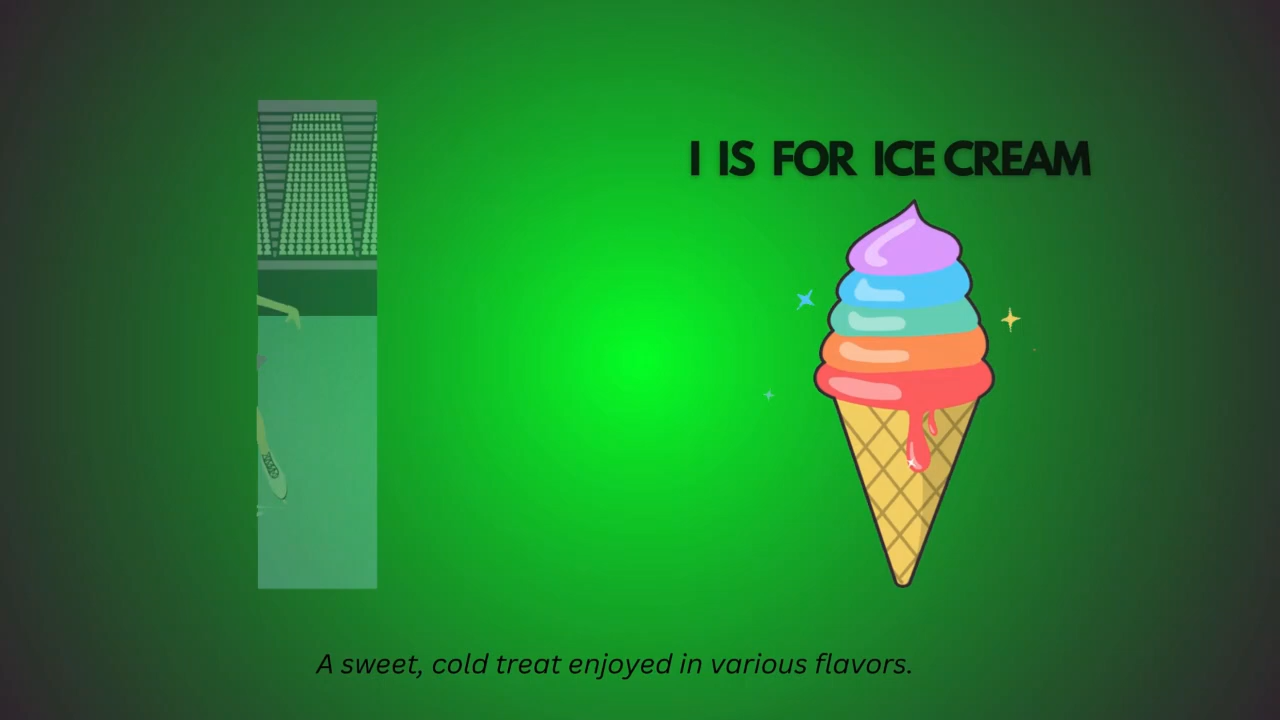 I
I IS FOR ICE CREAM
A sweet, cold treat enjoyed in various flavors.